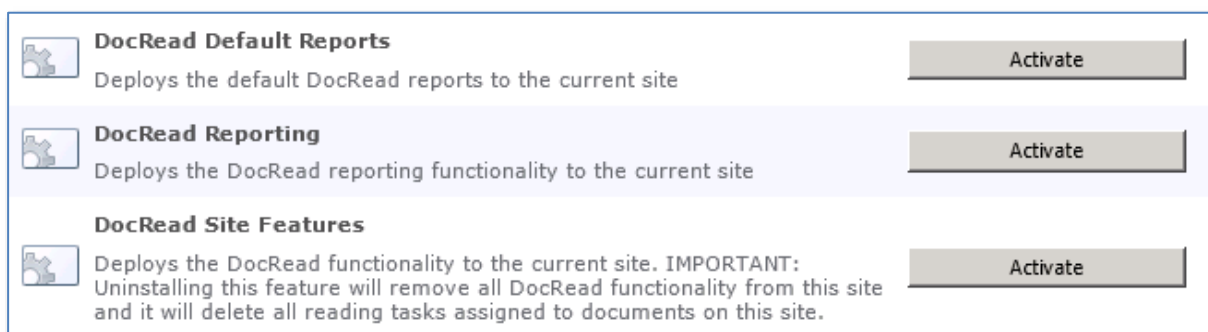 DocRead Default Reports
Deploys the default DocRead reports to the current site
Activate
DocRead Reporting
Deploys the DocRead reporting functionality to the current site
Activate
DocRead Site Features
Deploys the DocRead functionality to the current site. IMPORTANT:
Uninstalling this feature will remove all DocRead functionality from this site
and it will delete all reading tasks assigned to documents on this site.
Activate